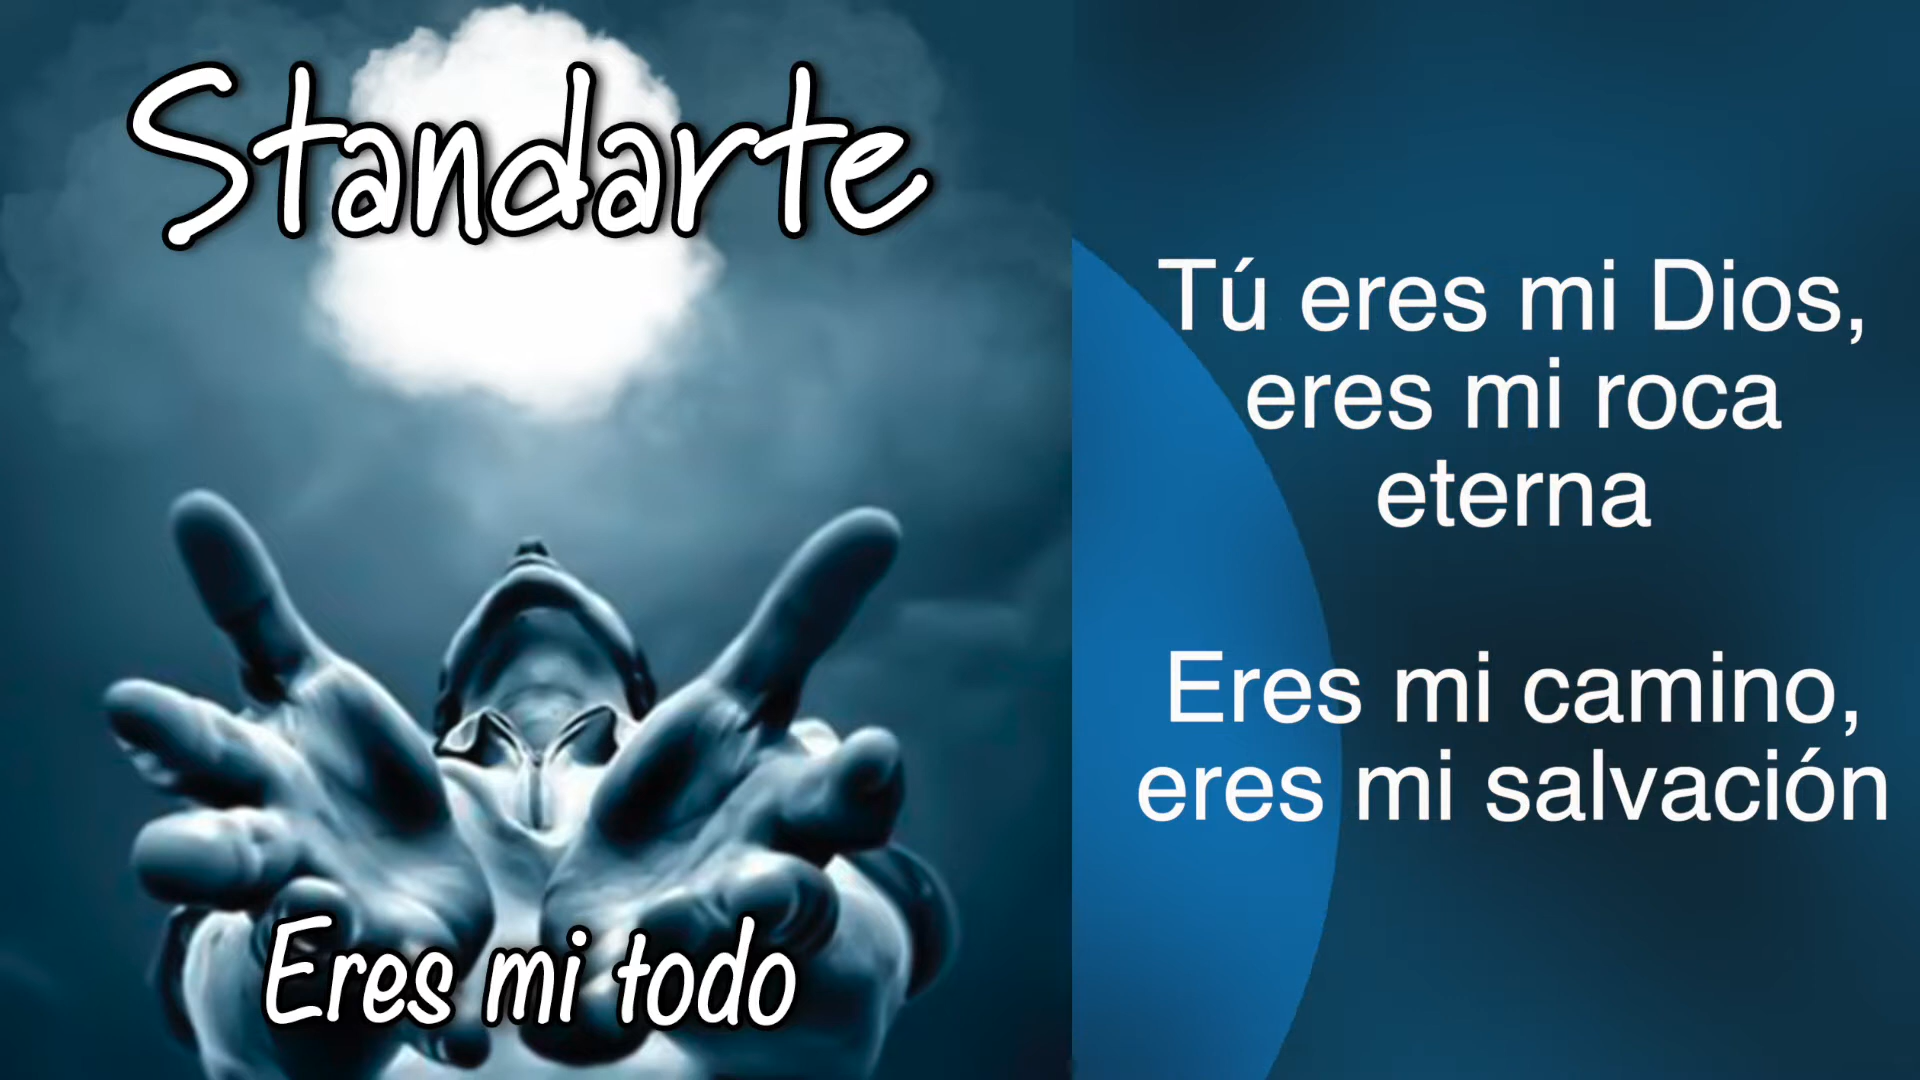 Standarte
Eres mi todo
Tú eres mi Dios,
eres mi roca
eterna
Eres mi camino,
eres mi salvación